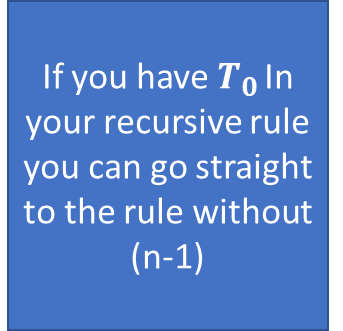 If you have T₀ In
your recursive rule
you can go straight
to the rule without
(n-1)